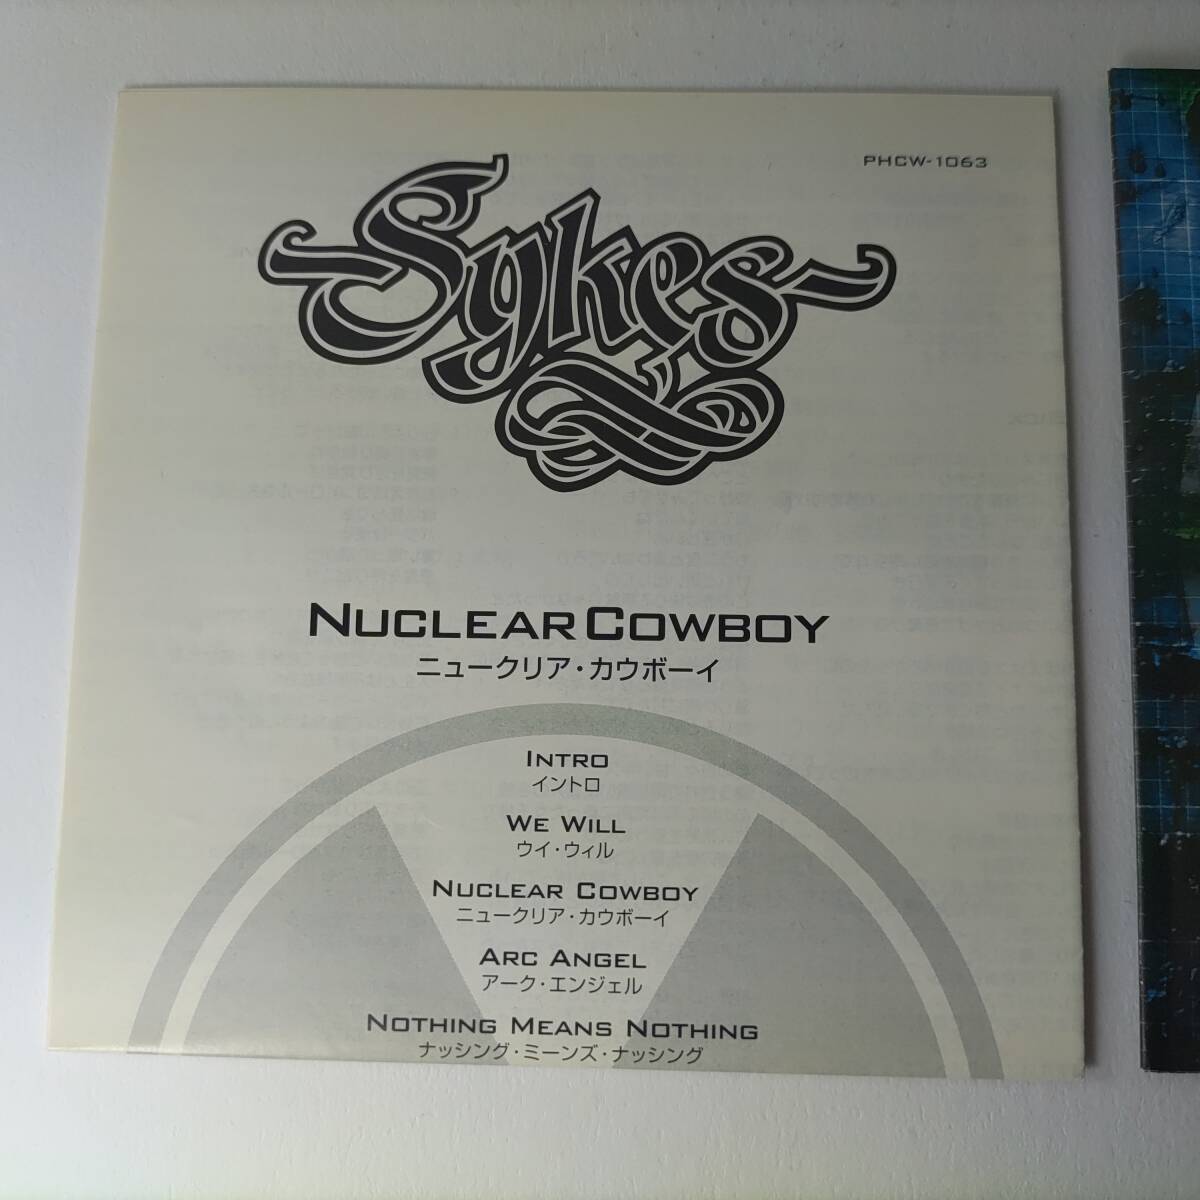 PHCW-1063
Sykes
NUCLEAR COWBOY
ニュークリア・カウボーイ
INTRO
イントロ
WE WILL
ウイ・ウィル
NUCLEAR COWBOY
ニュークリア・カウボーイ
ARC ANGEL
アーク・エンジェル
NOTHING MEANS NOTHING
ナッシング・ミーンズ・ナッシング